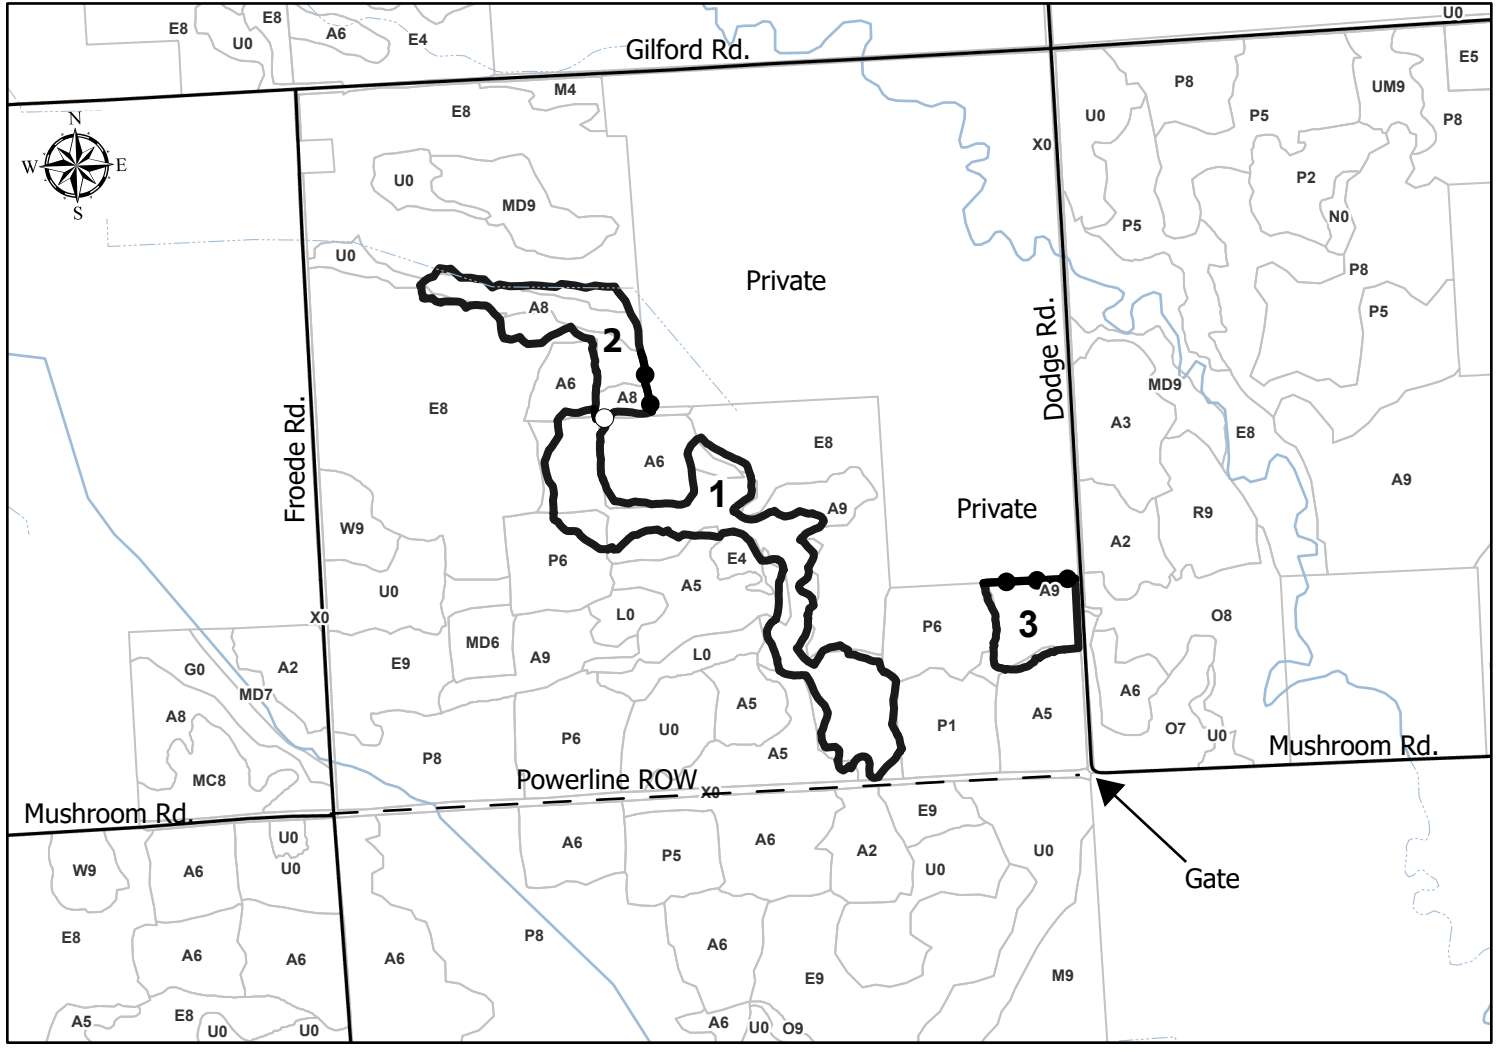 E8
E8
U0
U0
A6
E4
E5
Gilford Rd.
M4
P8
UM9
E8
U0
P5
P8
N
W
E
S
X0
U0
P2
MD9
N0
P5
U0
P8
Private
A8
P5
2
Dodge Rd.
A6
MD9
A8
E8
A3
E8
E8
Froede Rd.
A6
A9
1
A9
Private
R9
W9
A2
E4
P6
A5
U0
A9
L0
O8
X0
3
P6
MD6
A9
L0
E9
G0
A2
A6
MD7
A5
A5
A8
P1
O7
U0
P6
U0
Mushroom Rd.
A5
P8
MC8
Powerline ROW
X0
Mushroom Rd.
E9
U0
A6
A6
A2
U0
P5
W9
A6
U0
U0
Gate
E8
P8
A6
A6
A6
A6
E9
M9
E8
A5
U0
U0
A6
U0
O9